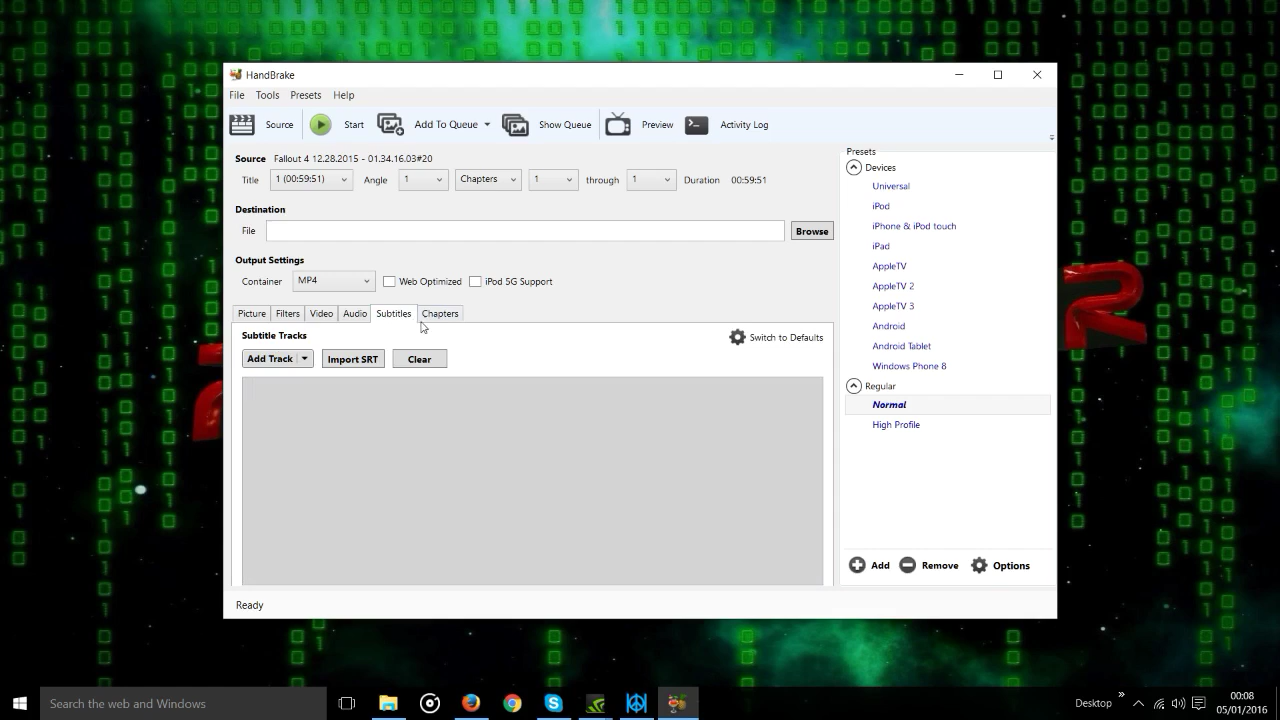 HandBrake
File Tools Presets Help
Source Start Add To Queue Show Queue Preview Activity Log
Source Fallout 4 12.28.2015 - 01.34.16.03#20
Title 1 (00:59:51) Angle 1 Chapters 1 through 1 Duration 00:59:51
Destination
File Browse
Output Settings
Container MP4 Web Optimized iPod 5G Support
Picture Filters Video Audio Subtitles Chapters
Subtitle Tracks Switch to Defaults
Add Track Import SRT Clear
Presets
Devices
Universal
iPod
iPhone & iPod touch
iPad
AppleTV
AppleTV 2
AppleTV 3
Android
Android Tablet
Windows Phone 8
Regular
Normal
High Profile
Add Remove Options
Ready
R
Search the web and Windows
Desktop
00:08
05/01/2016